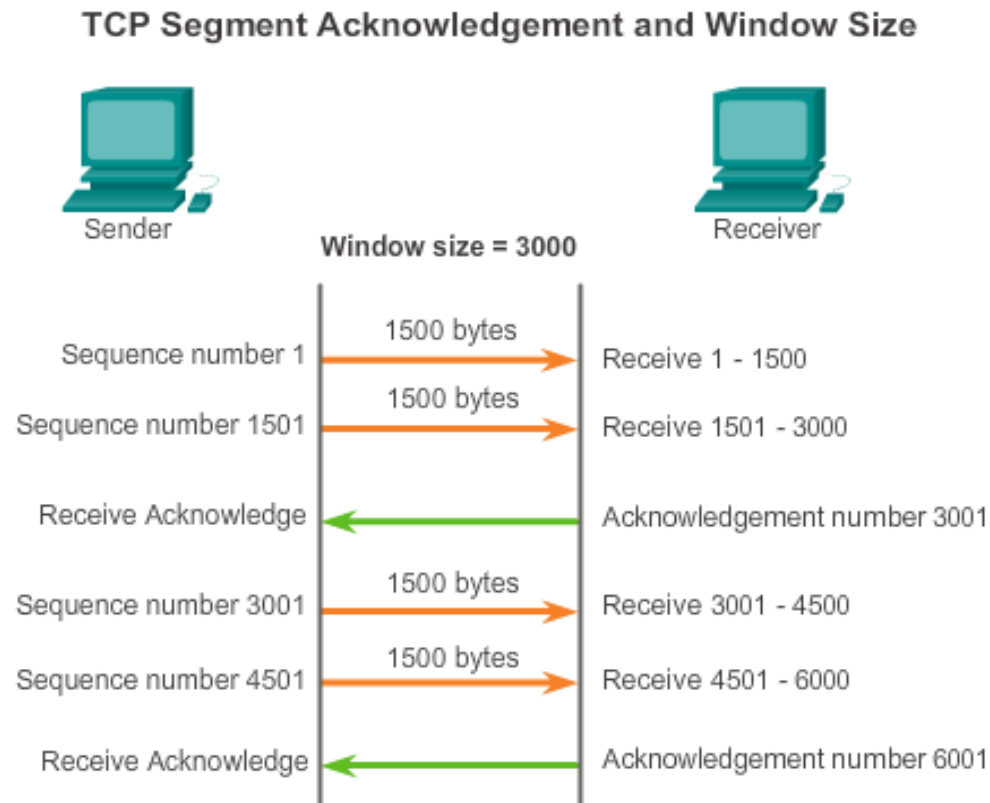 TCP Segment Acknowledgement and Window Size
Sender
Receiver
Window size = 3000
1500 bytes
Sequence number 1
Receive 1 - 1500
1500 bytes
Sequence number 1501
Receive 1501 - 3000
Receive Acknowledge
Acknowledgement number 3001
1500 bytes
Sequence number 3001
Receive 3001 - 4500
1500 bytes
Sequence number 4501
Receive 4501 - 6000
Receive Acknowledge
Acknowledgement number 6001